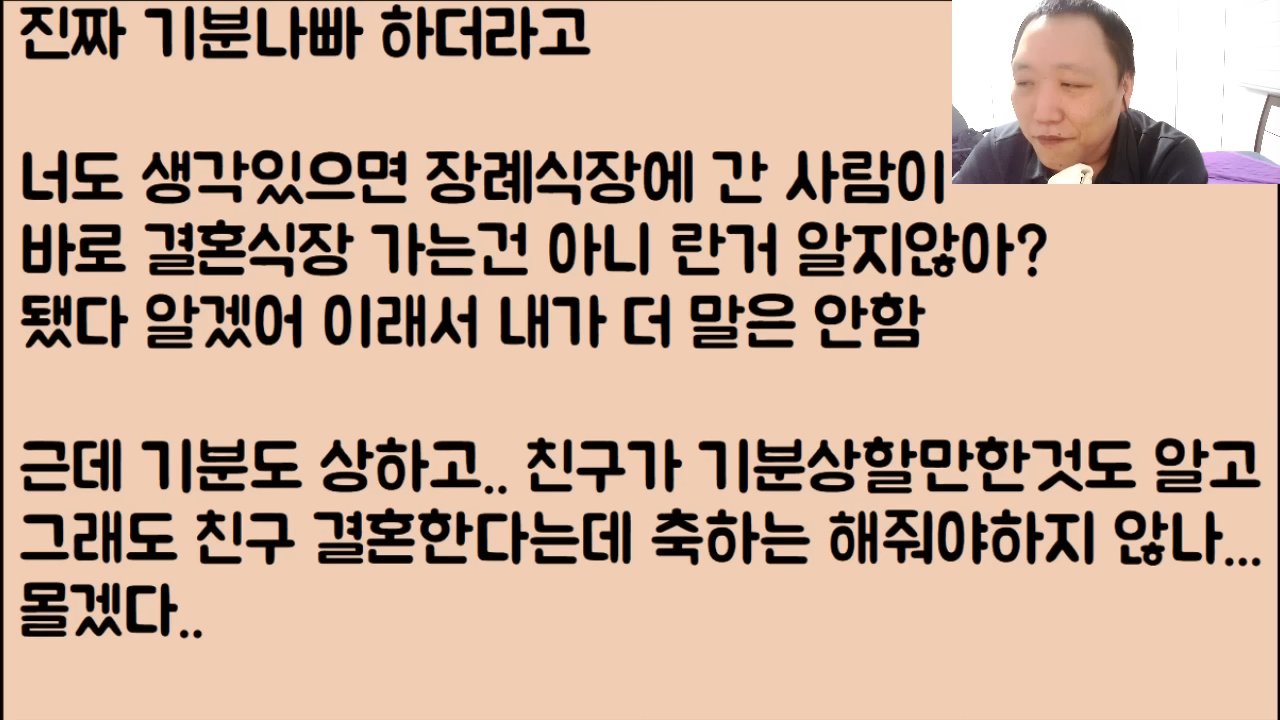 진짜 기분나빠 하더라고
너도 생각있으면 장례식장에 간 사람이
바로 결혼식장 가는건 아니 란거 알지않아?
됐다 알겠어 이래서 내가 더 말은 안함
근데 기분도 상하고.. 친구가 기분상할만한것도 알고
그래도 친구 결혼한다는데 축하는 해줘야하지 않나...
몰겠다..